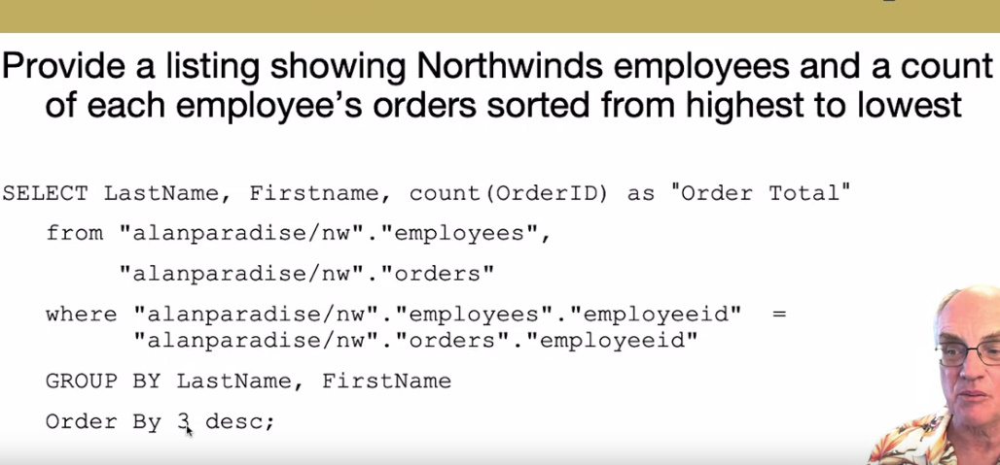 Provide a listing showing Northwinds employees and a count
of each employee's orders sorted from highest to lowest
SELECT LastName, Firstname, count(OrderID) as "Order Total"
from "alanparadise/nw"."employees",
"alanparadise/nw"."orders"
where "alanparadise/nw"."employees"."employeeid" =
"alanparadise/nw"."orders"."employeeid"
GROUP BY LastName, FirstName
Order By 3 desc;